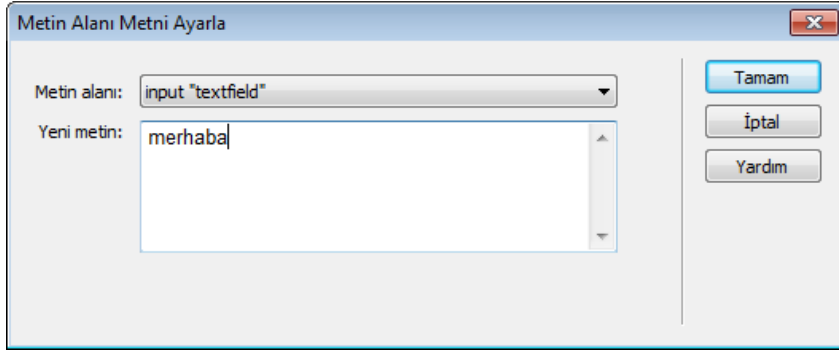 Metin Alanı Metni Ayarla
Metin alanı: input "textfield"
Tamam
Yeni metin: merhaba
İptal
Yardım